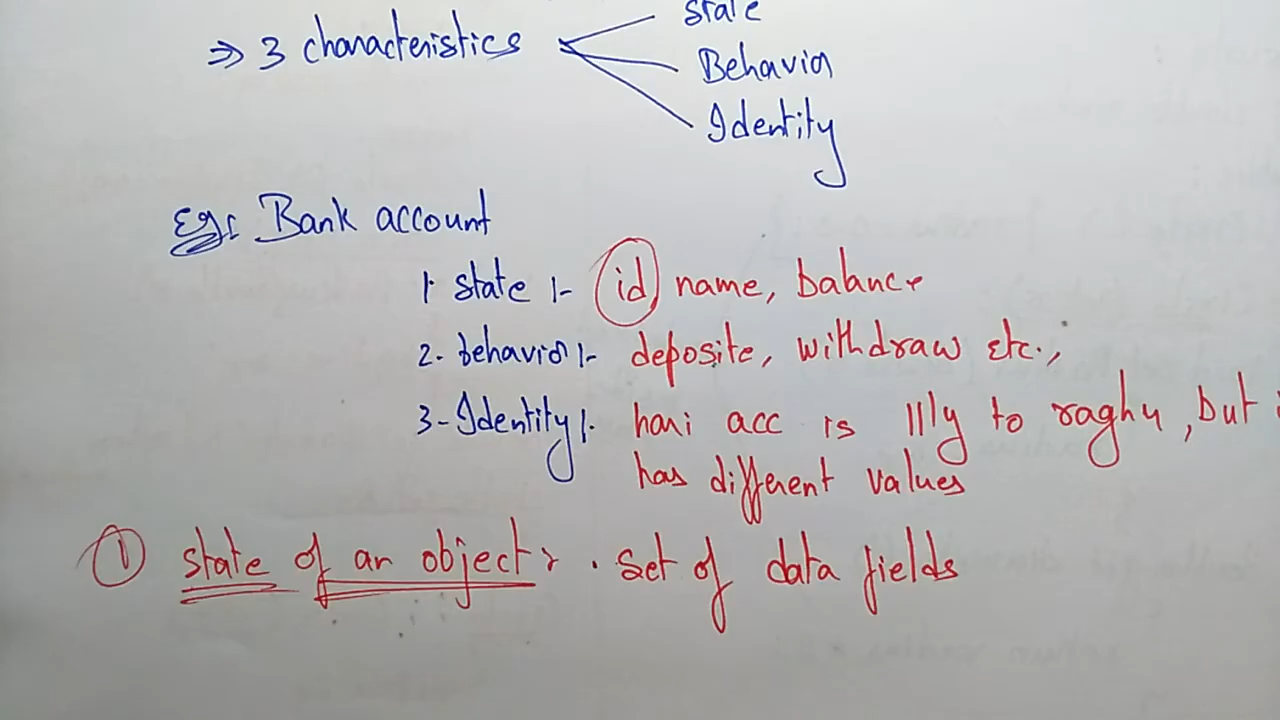 ⇒ 3 characteristics
state
Behavior
Identity
Eg: Bank account
1. state :- id name, balance
2. behavior :- deposite, withdraw etc.,
3-Identity :- hari acc is |||ly to raghu, but
has different values
① state of an object :- set of data fields